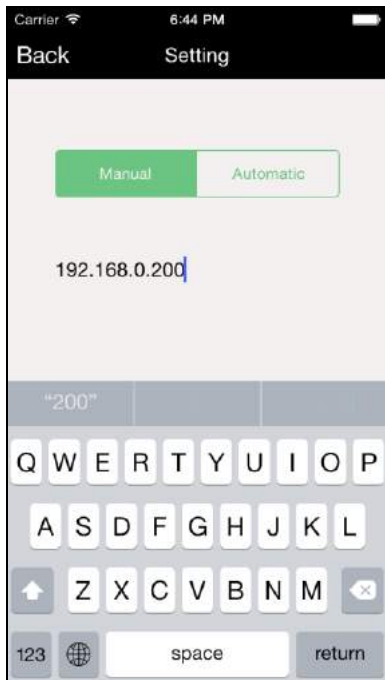 Carrier 6:44 PM
Back Setting
Manual Automatic
192.168.0.200
“200”
Q W E R T Y U I O P
A S D F G H J K L
Z X C V B N M
123 space return